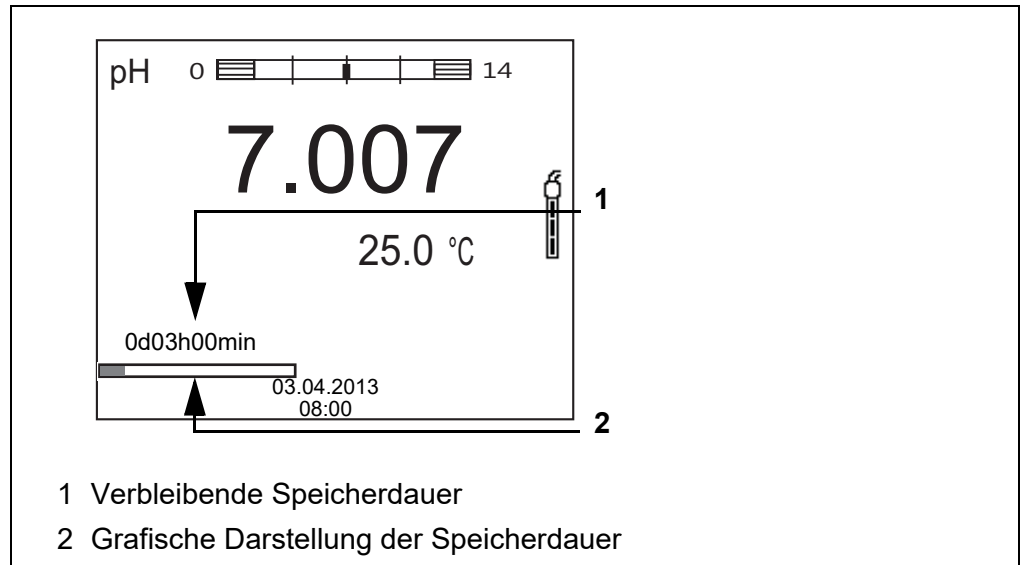 pH 0 14
7.007
1
25.0 °C
0d03h00min
03.04.2013
08:00
2
1 Verbleibende Speicherdauer
2 Grafische Darstellung der Speicherdauer